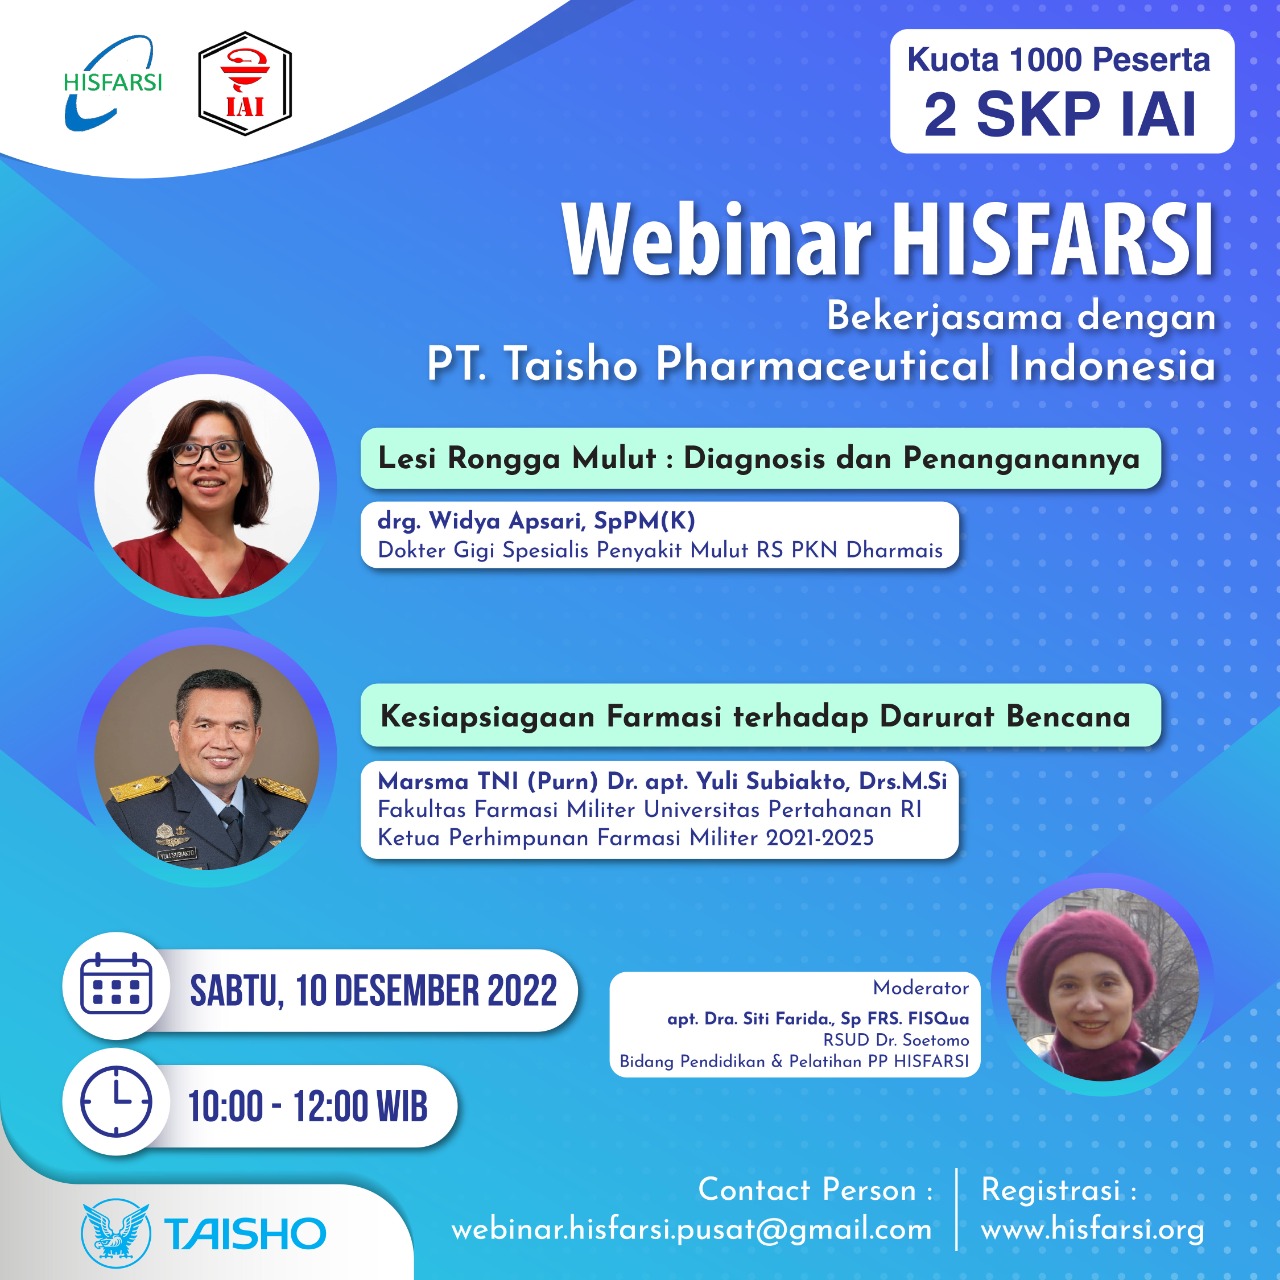 HISFARSI
IAI
Kuota 1000 Peserta
2 SKP IAI
Webinar HISFARSI
Bekerjasama dengan
PT. Taisho Pharmaceutical Indonesia
Lesi Rongga Mulut : Diagnosis dan Penanganannya
drg. Widya Apsari, SpPM(K)
Dokter Gigi Spesialis Penyakit Mulut RS PKN Dharmais
Kesiapsiagaan Farmasi terhadap Darurat Bencana
Marsma TNI (Purn) Dr. apt. Yuli Subiakto, Drs.M.Si
Fakultas Farmasi Militer Universitas Pertahanan RI
Ketua Perhimpunan Farmasi Militer 2021-2025
YULI SUBIAKTO
SABTU, 10 DESEMBER 2022
10:00 - 12:00 WIB
Moderator
apt. Dra. Siti Farida., Sp FRS. FISQua
RSUD Dr. Soetomo
Bidang Pendidikan & Pelatihan PP HISFARSI
Contact Person :
webinar.hisfarsi.pusat@gmail.com
Registrasi :
www.hisfarsi.org
TAISHO